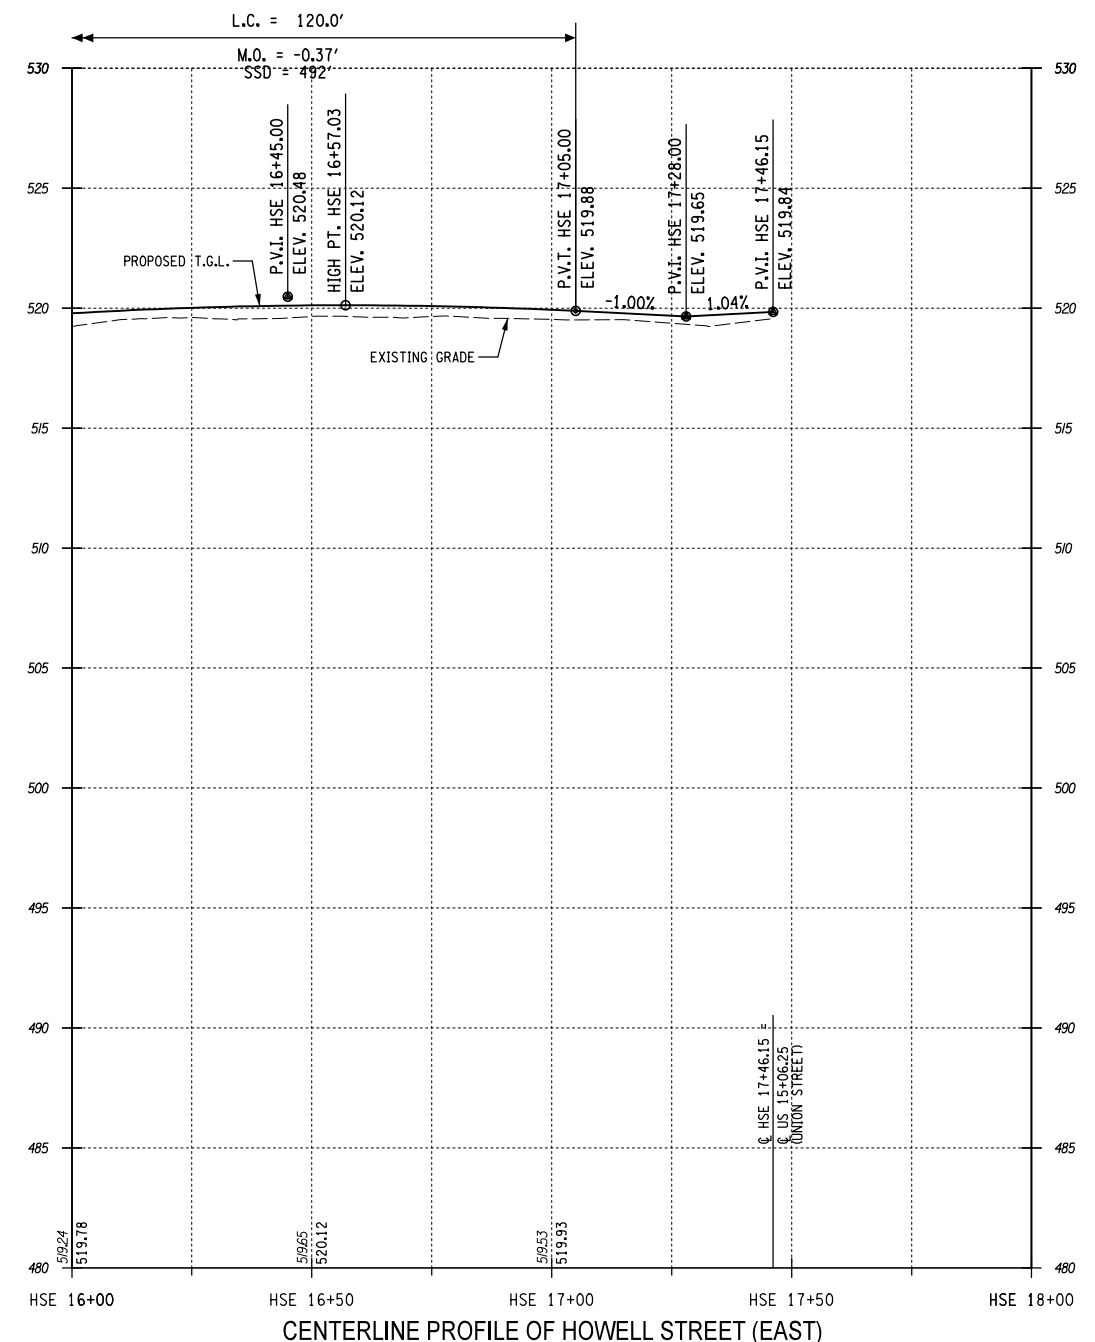 L.C. = 120.0'
M.O. = -0.37'
SSD = 492'
530
530
P.V.I. HSE 16+45.00
ELEV. 520.48
HIGH PT. HSE 16+57.03
ELEV. 520.12
P.V.T. HSE 17+05.00
ELEV. 519.88
P.V.I. HSE 17+28.00
ELEV. 519.65
P.V.I. HSE 17+46.15
ELEV. 519.84
525
525
PROPOSED T.G.L.
520
-1.00%
1.04%
520
EXISTING GRADE
515
515
510
510
505
505
500
500
495
495
490
490
℄ HSE 17+46.15 =
℄ US 15+06.25
(UNION STREET)
485
485
519.24
519.78
519.65
520.12
519.53
519.93
480
480
HSE 16+00
HSE 16+50
HSE 17+00
HSE 17+50
HSE 18+00
CENTERLINE PROFILE OF HOWELL STREET (EAST)